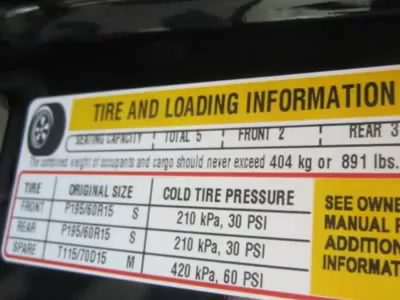 TIRE AND LOADING INFORMATION
SEATING CAPACITY TOTAL 5 FRONT 2 REAR 3
The combined weight of occupants and cargo should never exceed 404 kg or 891 lbs.
TIRE ORIGINAL SIZE COLD TIRE PRESSURE
FRONT P195/60R15 S 210 kPa, 30 PSI
REAR P195/60R15 S 210 kPa, 30 PSI
SPARE T115/70D15 M 420 kPa, 60 PSI
SEE OWNE
MANUAL F
ADDITION
INFORMAT